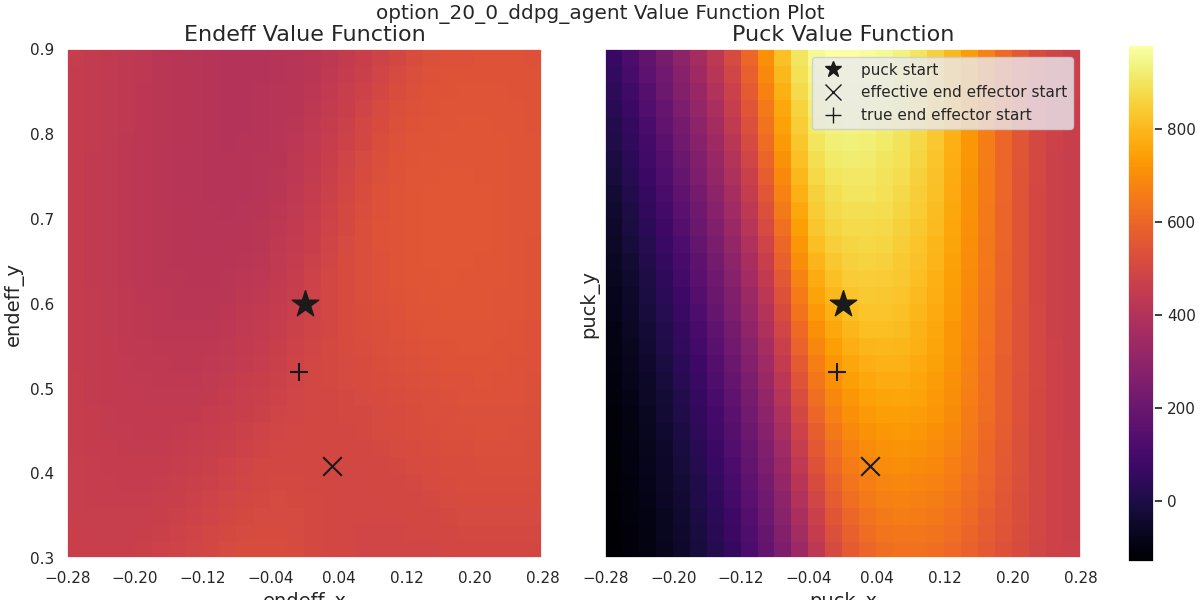 option_20_0_ddpg_agent Value Function Plot
Endeff Value Function
Puck Value Function
puck start
effective end effector start
true end effector start
endeff_y
0.9
0.8
0.7
0.6
0.5
0.4
0.3
−0.28 −0.20 −0.12 −0.04 0.04 0.12 0.20 0.28
endeff_x
puck_y
−0.28 −0.20 −0.12 −0.04 0.04 0.12 0.20 0.28
puck_x
800
600
400
200
0